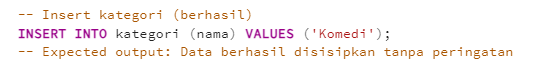 -- Insert kategori (berhasil)
INSERT INTO kategori (nama) VALUES ('Komedi');
-- Expected output: Data berhasil disisipkan tanpa peringatan